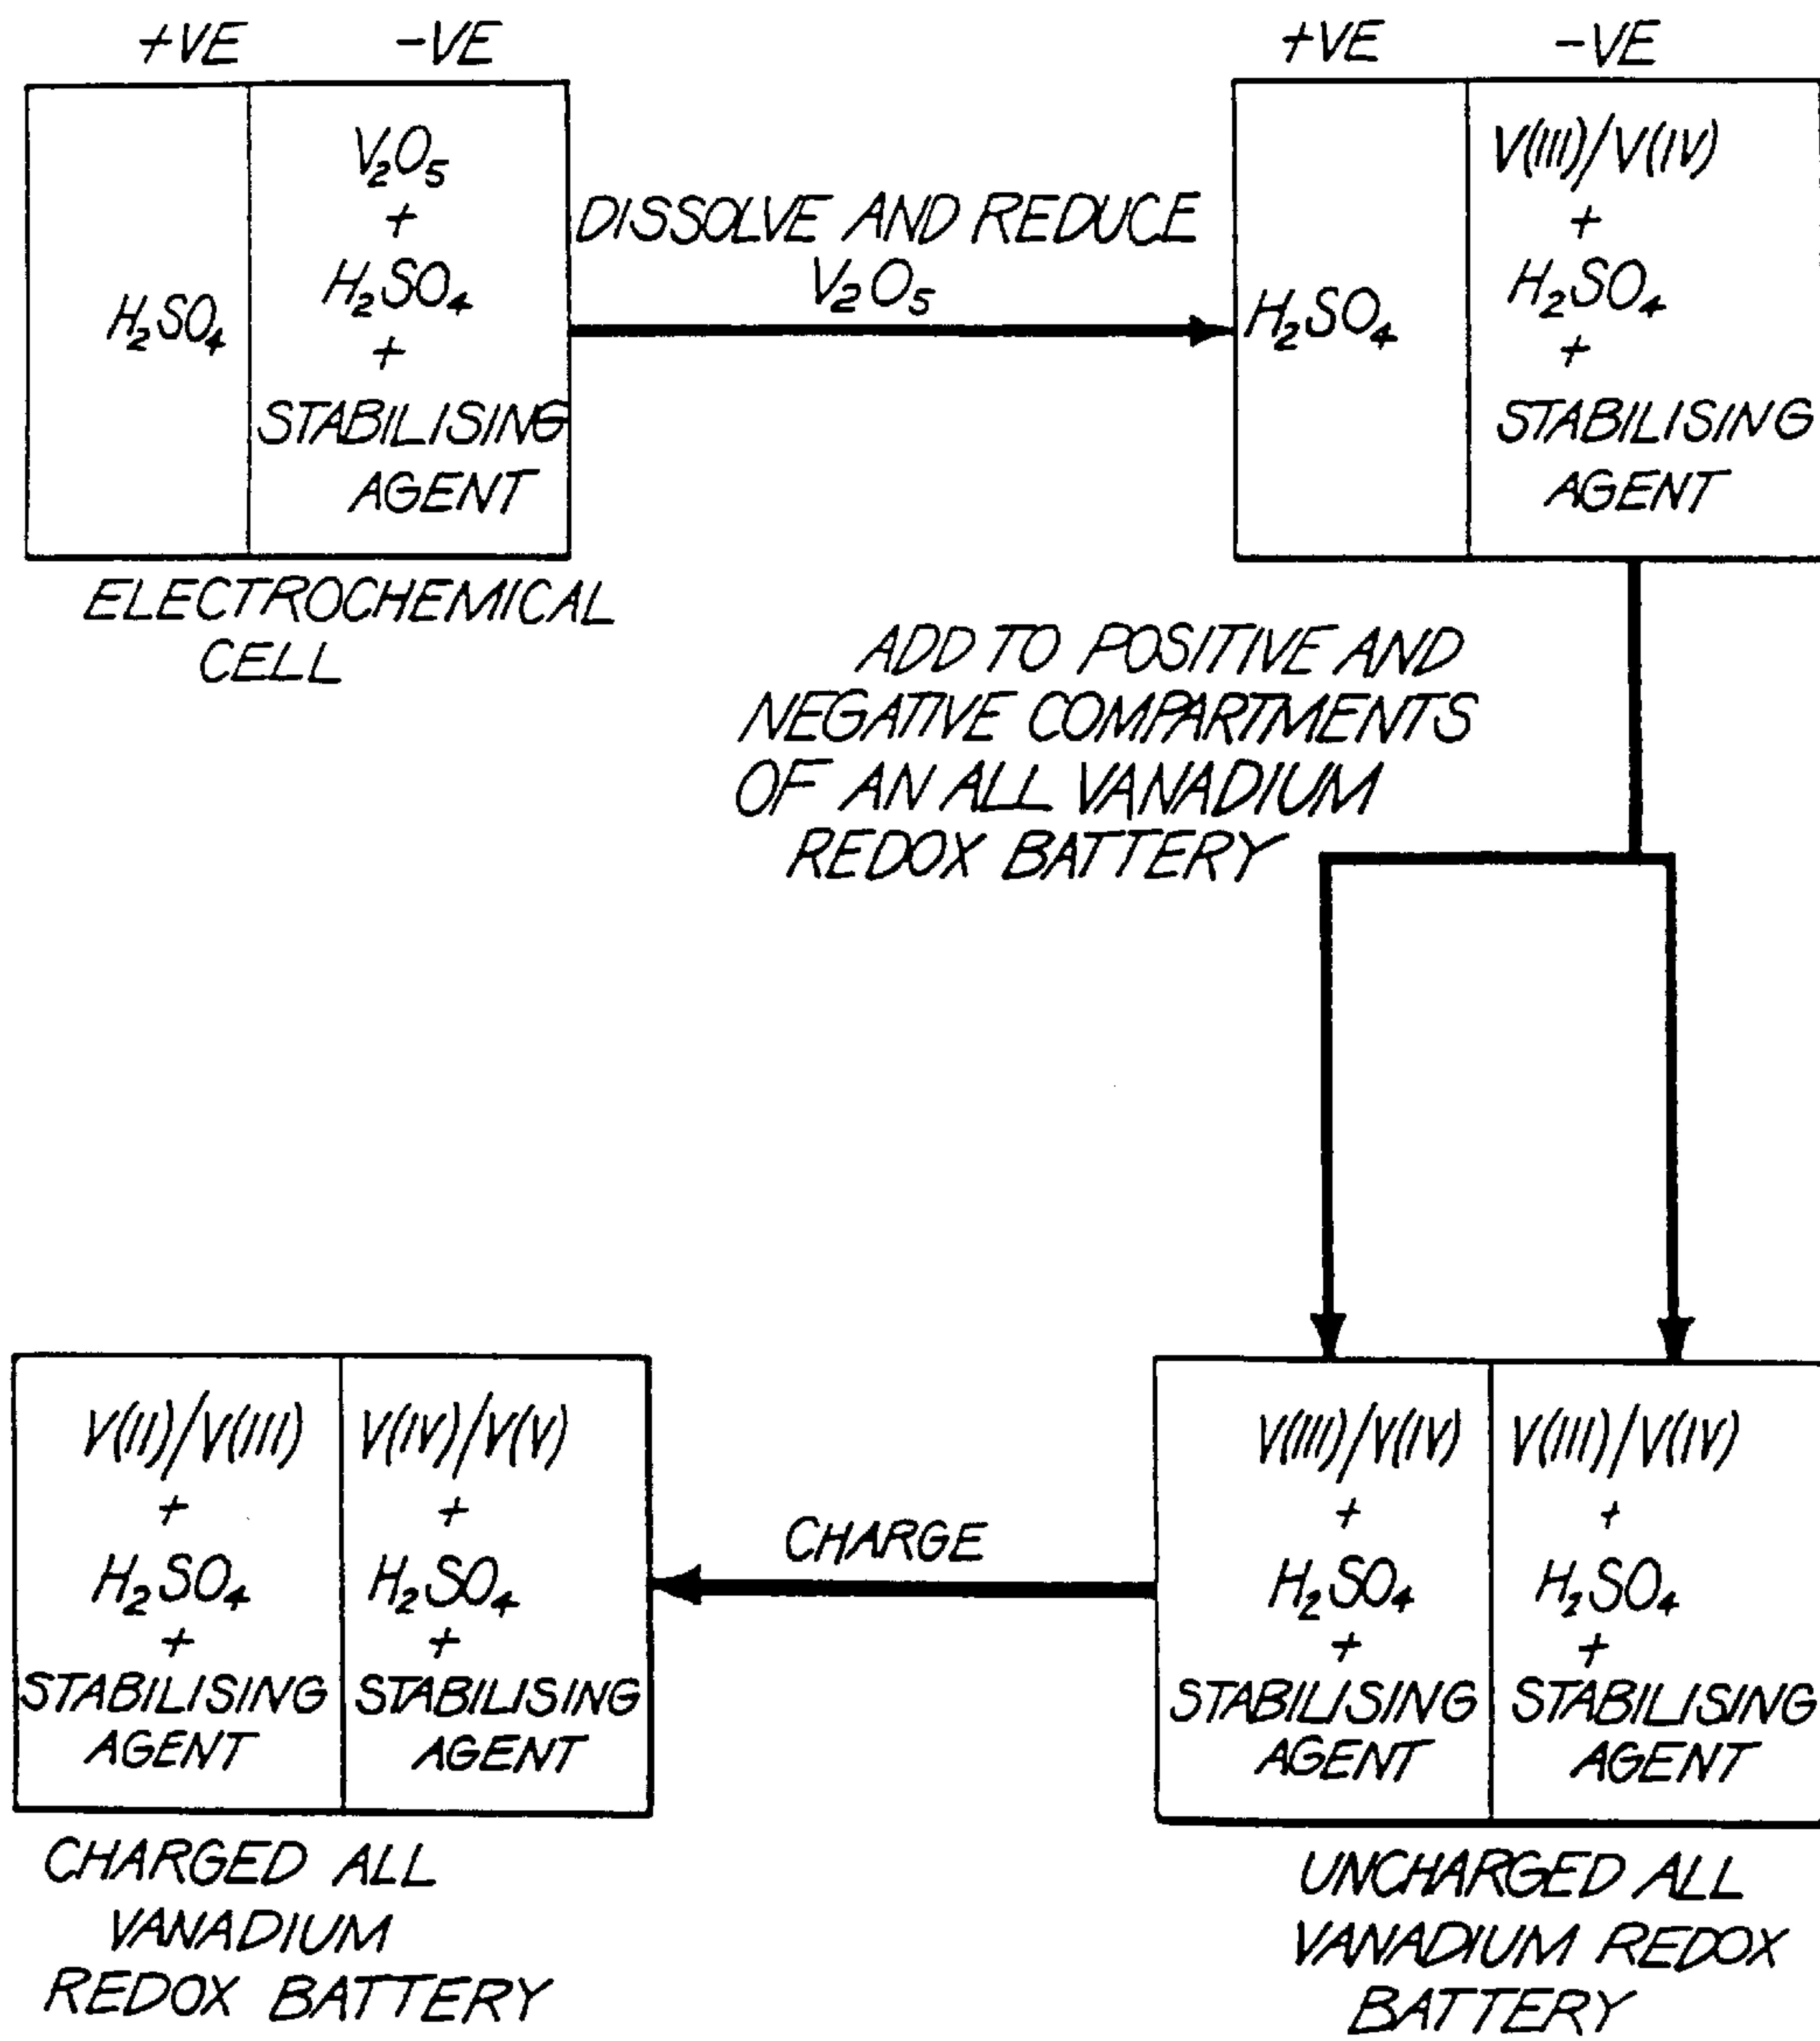 +VE -VE
H₂SO₄
V₂O₅
+
H₂SO₄
+
STABILISING
AGENT
ELECTROCHEMICAL
CELL
DISSOLVE AND REDUCE
V₂O₅
+VE -VE
H₂SO₄
V(III)/V(IV)
+
H₂SO₄
+
STABILISING
AGENT
ADD TO POSITIVE AND
NEGATIVE COMPARTMENTS
OF AN ALL VANADIUM
REDOX BATTERY
V(III)/V(IV)
+
H₂SO₄
+
STABILISING
AGENT
V(III)/V(IV)
+
H₂SO₄
+
STABILISING
AGENT
UNCHARGED ALL
VANADIUM REDOX
BATTERY
CHARGE
V(II)/V(III)
+
H₂SO₄
+
STABILISING
AGENT
V(IV)/V(V)
+
H₂SO₄
+
STABILISING
AGENT
CHARGED ALL
VANADIUM
REDOX BATTERY